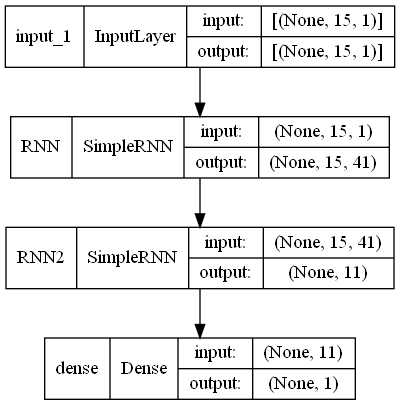 input_1 InputLayer input: [(None, 15, 1)]
output: [(None, 15, 1)]
RNN SimpleRNN input: (None, 15, 1)
output: (None, 15, 41)
RNN2 SimpleRNN input: (None, 15, 41)
output: (None, 11)
dense Dense input: (None, 11)
output: (None, 1)